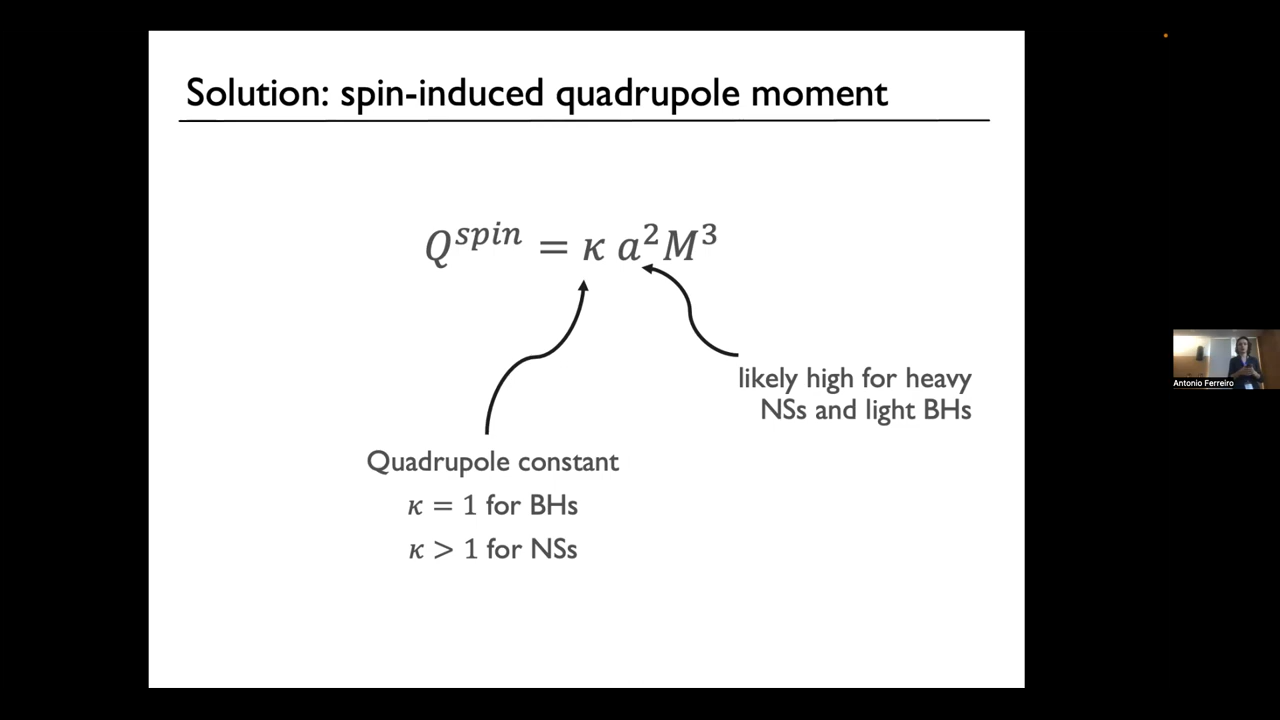 Solution: spin-induced quadrupole moment
Q^spin = κ a²M³
likely high for heavy
NSs and light BHs
Quadrupole constant
κ = 1 for BHs
κ > 1 for NSs
Antonio Ferreiro